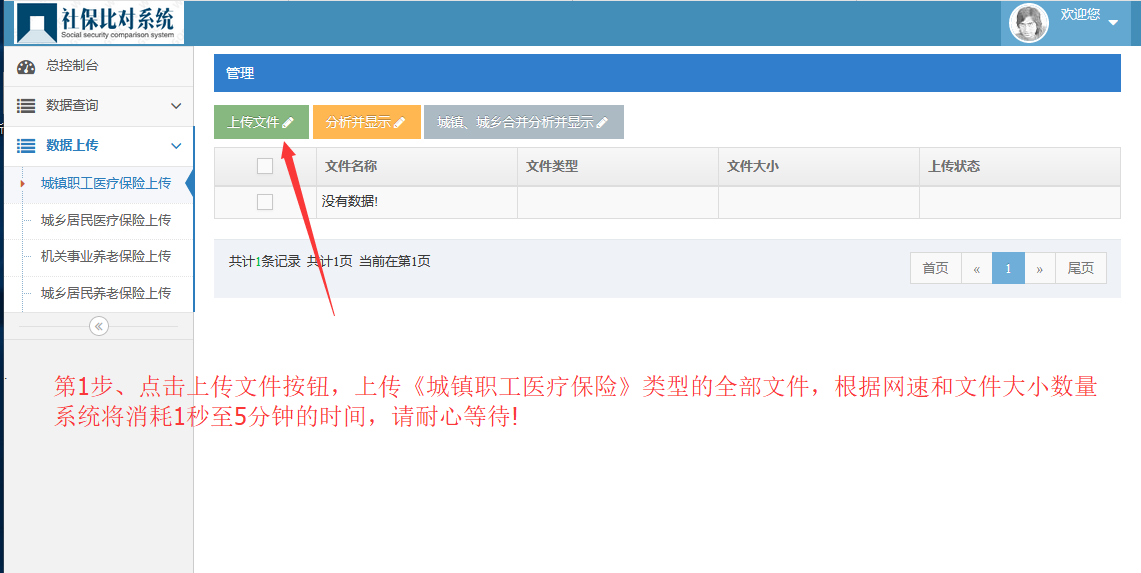 社保比对系统
Social security comparison system
欢迎您
总控制台
数据查询
数据上传
城镇职工医疗保险上传
城乡居民医疗保险上传
机关事业养老保险上传
城乡居民养老保险上传
«
管理
上传文件 分析并显示 城镇、城乡合并分析并显示
文件名称 文件类型 文件大小 上传状态
没有数据!
共计1条记录 共计1页 当前在第1页
首页 « 1 » 尾页
第1步、点击上传文件按钮，上传《城镇职工医疗保险》类型的全部文件，根据网速和文件大小数量
系统将消耗1秒至5分钟的时间，请耐心等待!